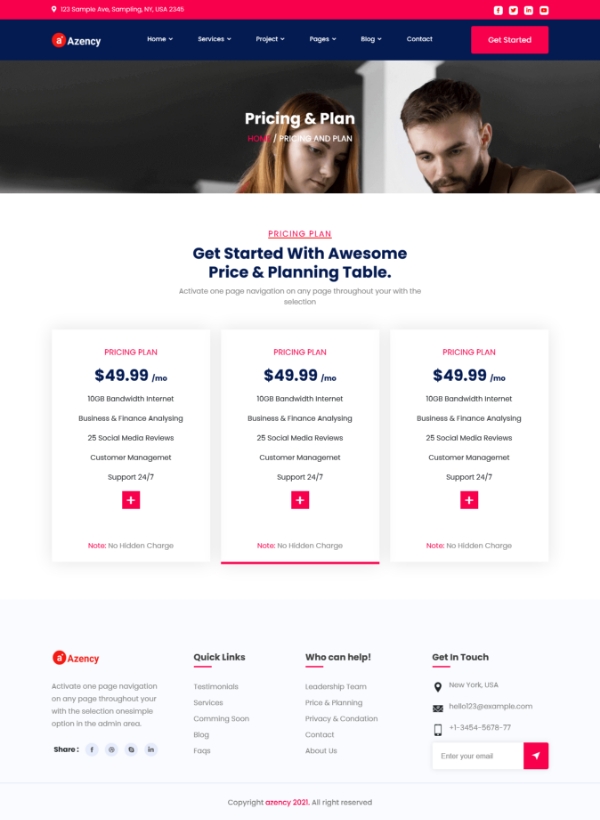 123 Sample Ave, Sampling, NY, USA 2345
Azency
Home
Services
Project
Pages
Blog
Contact
Get Started
Pricing & Plan
HOME / PRICING AND PLAN
PRICING PLAN
Get Started With Awesome
Price & Planning Table.
Activate one page navigation on any page throughout your with the
selection
PRICING PLAN
$49.99 /mo
10GB Bandwidth Internet
Business & Finance Analysing
25 Social Media Reviews
Customer Managemet
Support 24/7
+
Note: No Hidden Charge
PRICING PLAN
$49.99 /mo
10GB Bandwidth Internet
Business & Finance Analysing
25 Social Media Reviews
Customer Managemet
Support 24/7
+
Note: No Hidden Charge
PRICING PLAN
$49.99 /mo
10GB Bandwidth Internet
Business & Finance Analysing
25 Social Media Reviews
Customer Managemet
Support 24/7
+
Note: No Hidden Charge
Azency
Activate one page navigation
on any page throughout your
with the selection onesimple
option in the admin area.
Share :
Quick Links
Testimonials
Services
Comming Soon
Blog
Faqs
Who can help!
Leadership Team
Price & Planning
Privacy & Condation
Contact
About Us
Get In Touch
New York, USA
hello123@example.com
+1-3454-5678-77
Enter your email
Copyright azency 2021. All right reserved